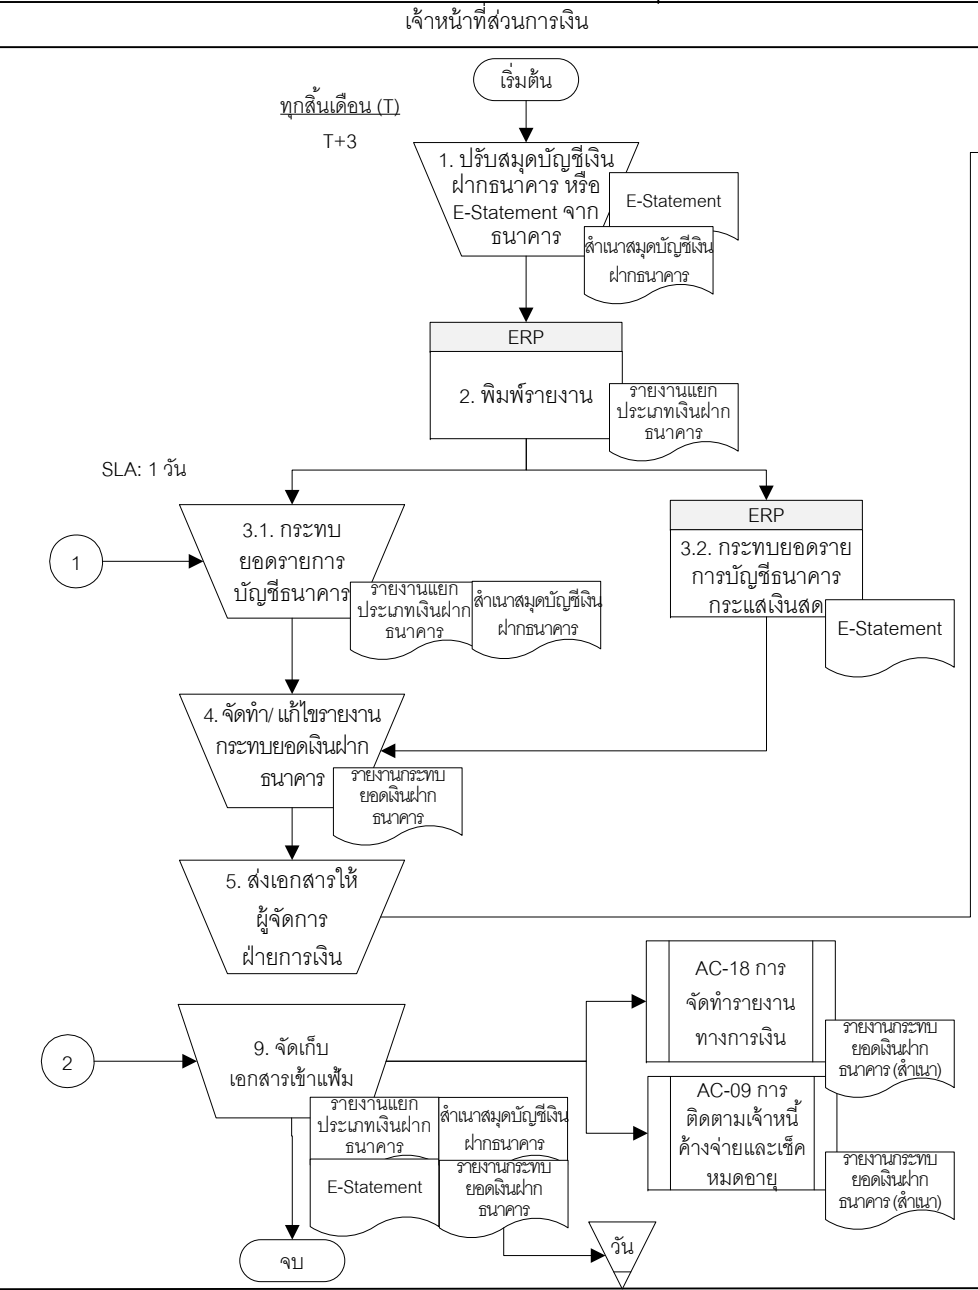 เจ้าหน้าที่ส่วนการเงิน
เริ่มต้น
ทุกสิ้นเดือน (T)
T+3
1. ปรับสมุดบัญชีเงิน
ฝากธนาคาร หรือ
E-Statement จาก
ธนาคาร
E-Statement
สำเนาสมุดบัญชีเงิน
ฝากธนาคาร
ERP
2. พิมพ์รายงาน
รายงานแยก
ประเภทเงินฝาก
ธนาคาร
SLA: 1 วัน
1
3.1. กระทบ
ยอดรายการ
บัญชีธนาคาร
รายงานแยก
ประเภทเงินฝาก
ธนาคาร
สำเนาสมุดบัญชีเงิน
ฝากธนาคาร
ERP
3.2. กระทบยอดราย
การบัญชีธนาคาร
กระแสเงินสด
E-Statement
4. จัดทำ/ แก้ไขรายงาน
กระทบยอดเงินฝาก
ธนาคาร
รายงานกระทบ
ยอดเงินฝาก
ธนาคาร
5. ส่งเอกสารให้
ผู้จัดการ
ฝ่ายการเงิน
2
9. จัดเก็บ
เอกสารเข้าแฟ้ม
รายงานแยก
ประเภทเงินฝาก
ธนาคาร
สำเนาสมุดบัญชีเงิน
ฝากธนาคาร
E-Statement
รายงานกระทบ
ยอดเงินฝาก
ธนาคาร
AC-18 การ
จัดทำรายงาน
ทางการเงิน
รายงานกระทบ
ยอดเงินฝาก
ธนาคาร (สำเนา)
AC-09 การ
ติดตามเจ้าหนี้
ค้างจ่ายและเช็ค
หมดอายุ
รายงานกระทบ
ยอดเงินฝาก
ธนาคาร (สำเนา)
จบ
วัน